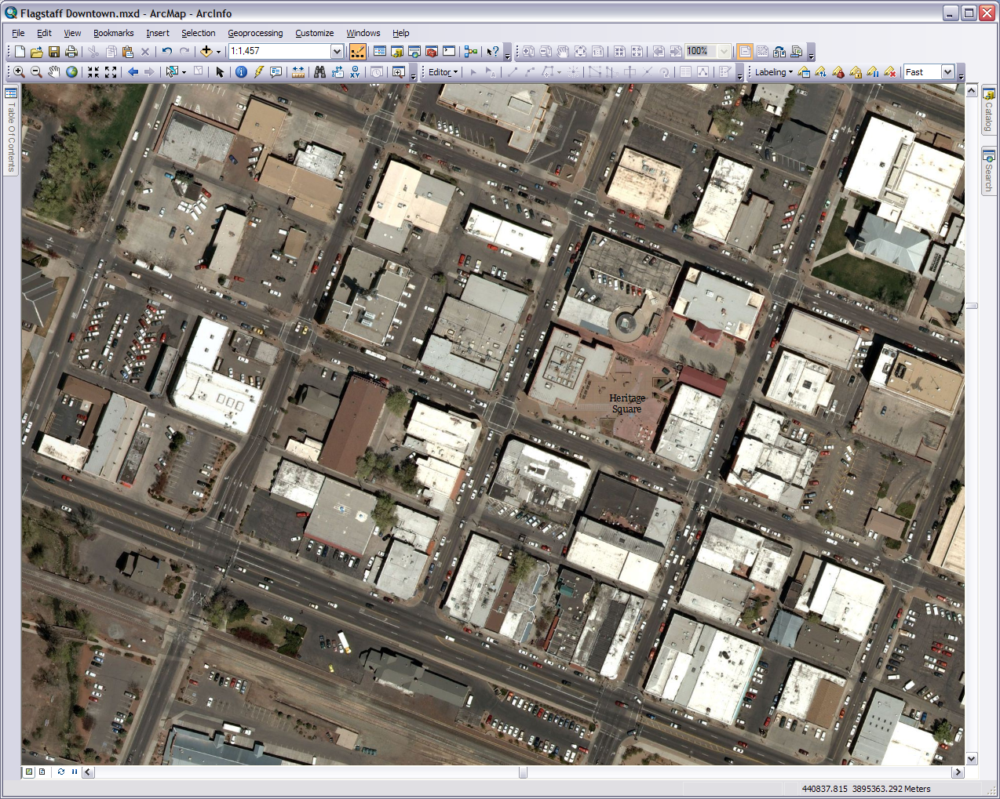 Flagstaff Downtown.mxd - ArcMap - ArcInfo
File Edit View Bookmarks Insert Selection Geoprocessing Customize Windows Help
1:1,457 100%
Editor Labeling Fast
Table Of Contents
Catalog
Search
Heritage
Square
440837.815 3895363.292 Meters